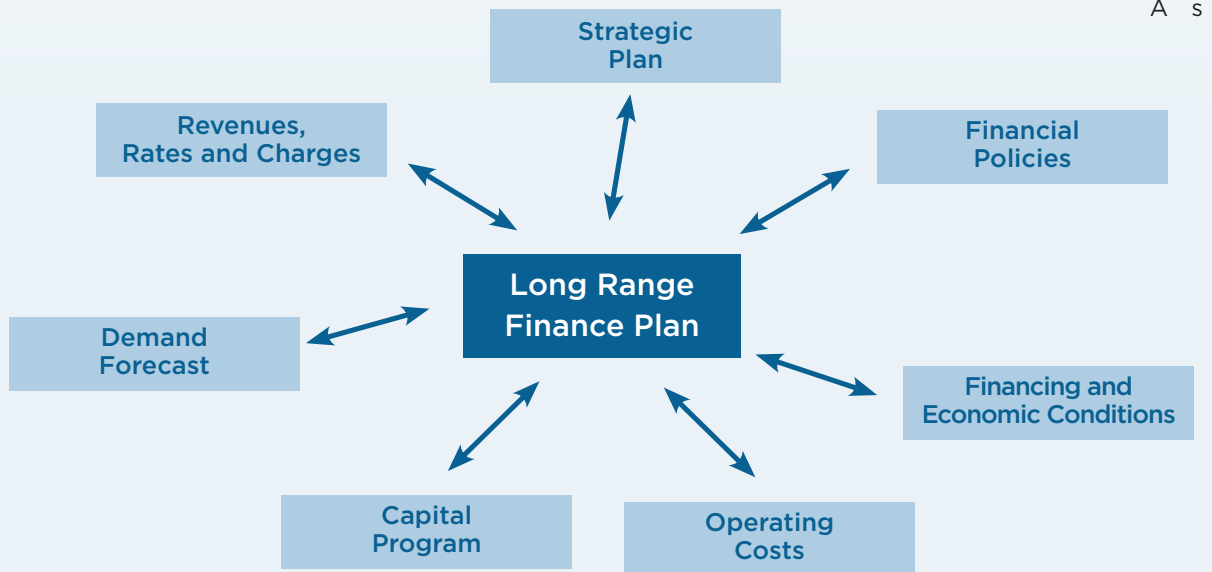 A s
Strategic
Plan
Revenues,
Rates and Charges
Financial
Policies
Long Range
Finance Plan
Demand
Forecast
Financing and
Economic Conditions
Capital
Program
Operating
Costs